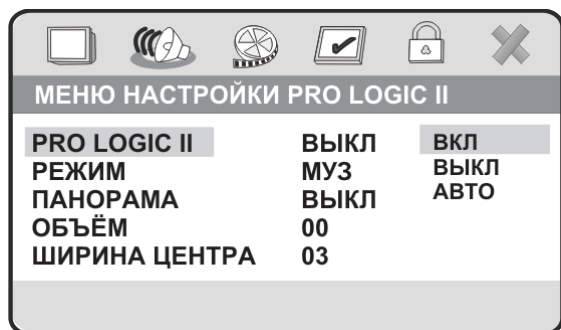 МЕНЮ НАСТРОЙКИ PRO LOGIC II
PRO LOGIC II ВЫКЛ ВКЛ
РЕЖИМ МУЗ ВЫКЛ
ПАНОРАМА ВЫКЛ АВТО
ОБЪЁМ 00
ШИРИНА ЦЕНТРА 03